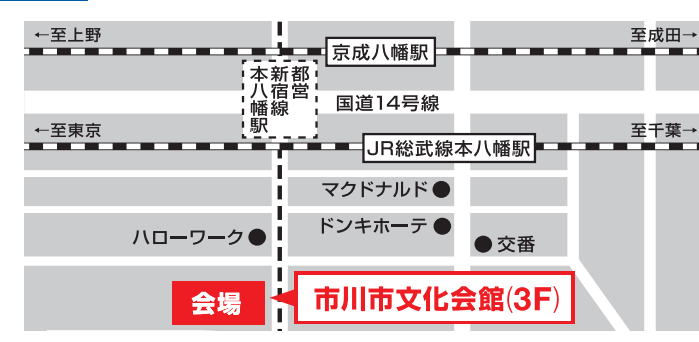 ←至上野
至成田→
京成八幡駅
都営
新宿線
本八幡駅
国道14号線
←至東京
至千葉→
JR総武線本八幡駅
マクドナルド
ドンキホーテ
ハローワーク
交番
会場
市川市文化会館(3F)